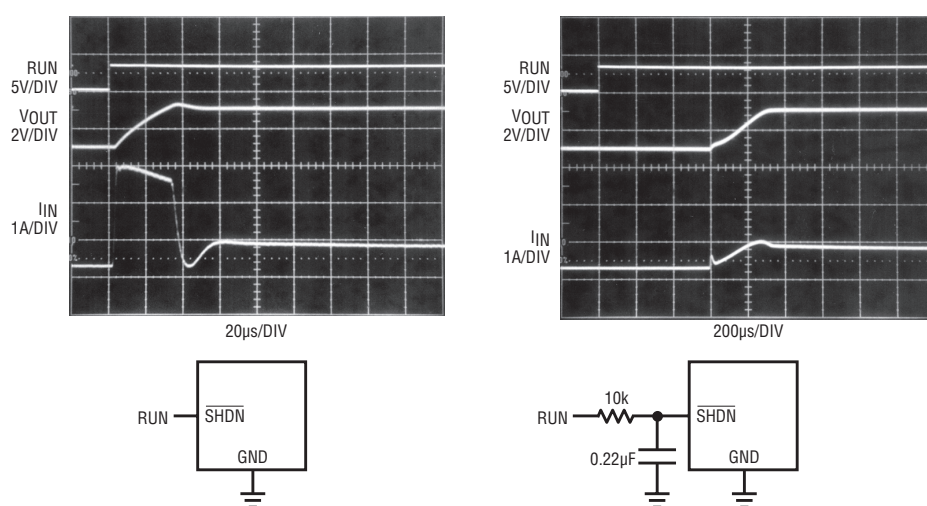 RUN
5V/DIV
VOUT
2V/DIV
IIN
1A/DIV
20µs/DIV
RUN
SHDN
GND
RUN
5V/DIV
VOUT
2V/DIV
IIN
1A/DIV
200µs/DIV
RUN
10k
0.22µF
SHDN
GND